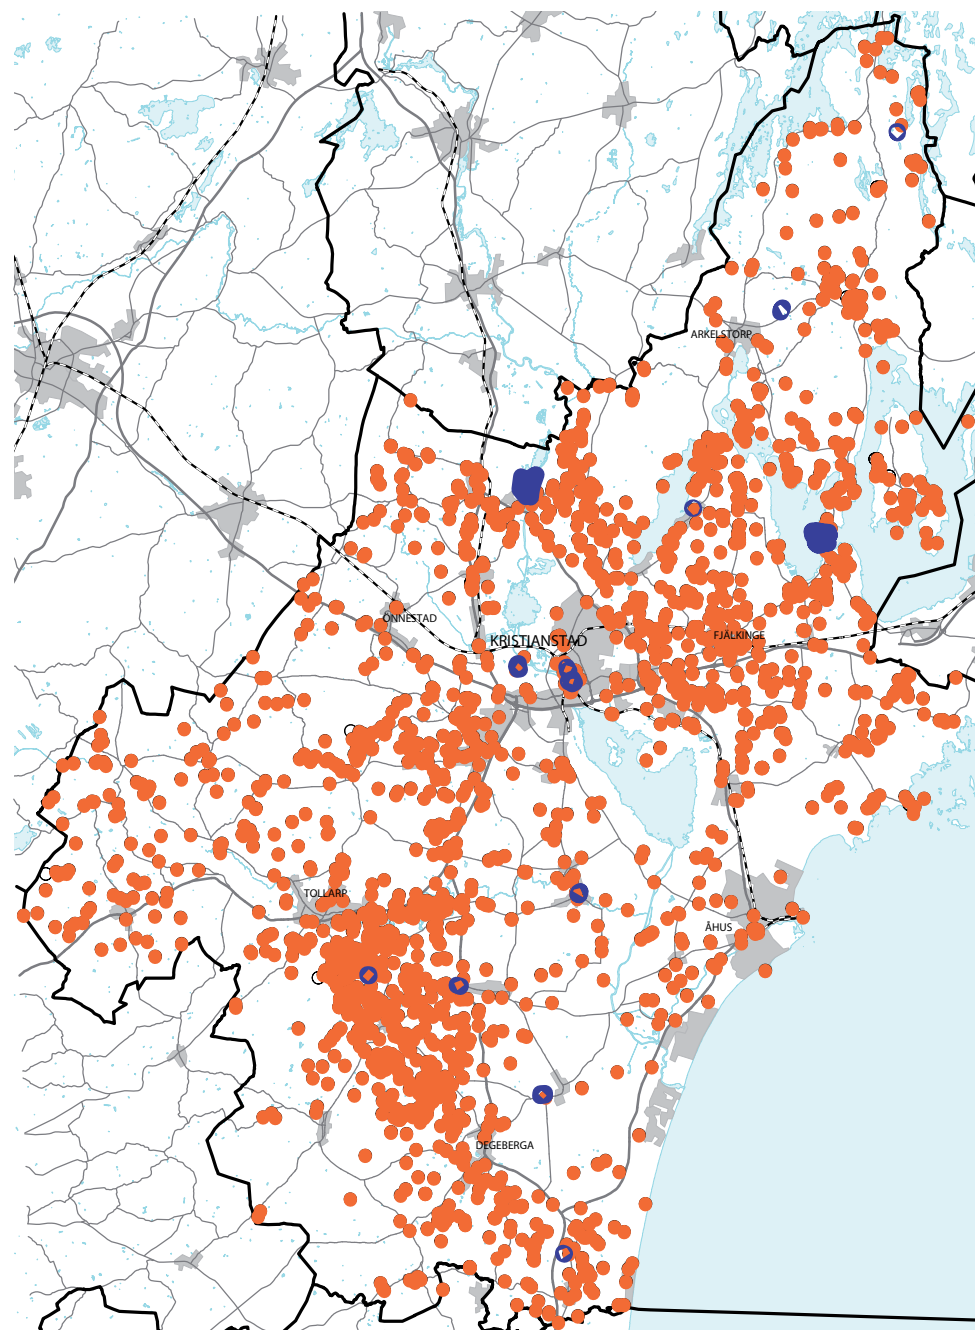 ARKELSTORP
ÖNNESTAD
KRISTIANSTAD
FJÄLKINGE
TOLLARP
ÅHUS
DEGEBERGA